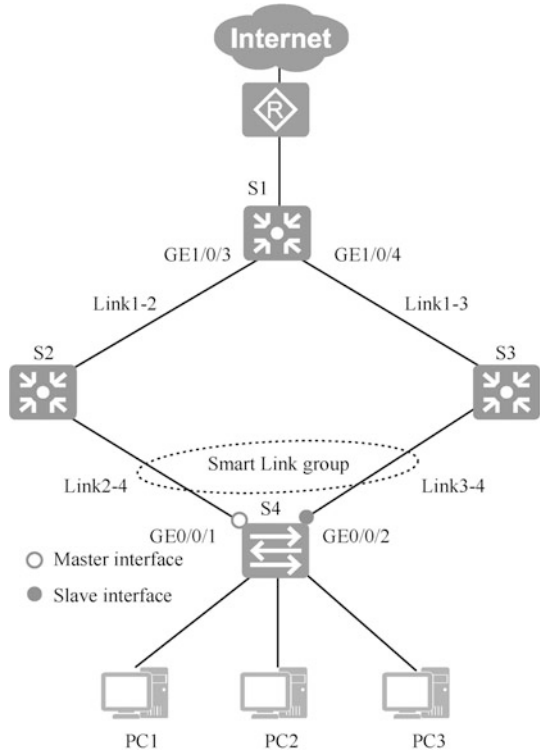 Internet
R
S1
GE1/0/3
GE1/0/4
Link1-2
Link1-3
S2
S3
Smart Link group
Link2-4
Link3-4
S4
GE0/0/1
GE0/0/2
Master interface
Slave interface
PC1
PC2
PC3